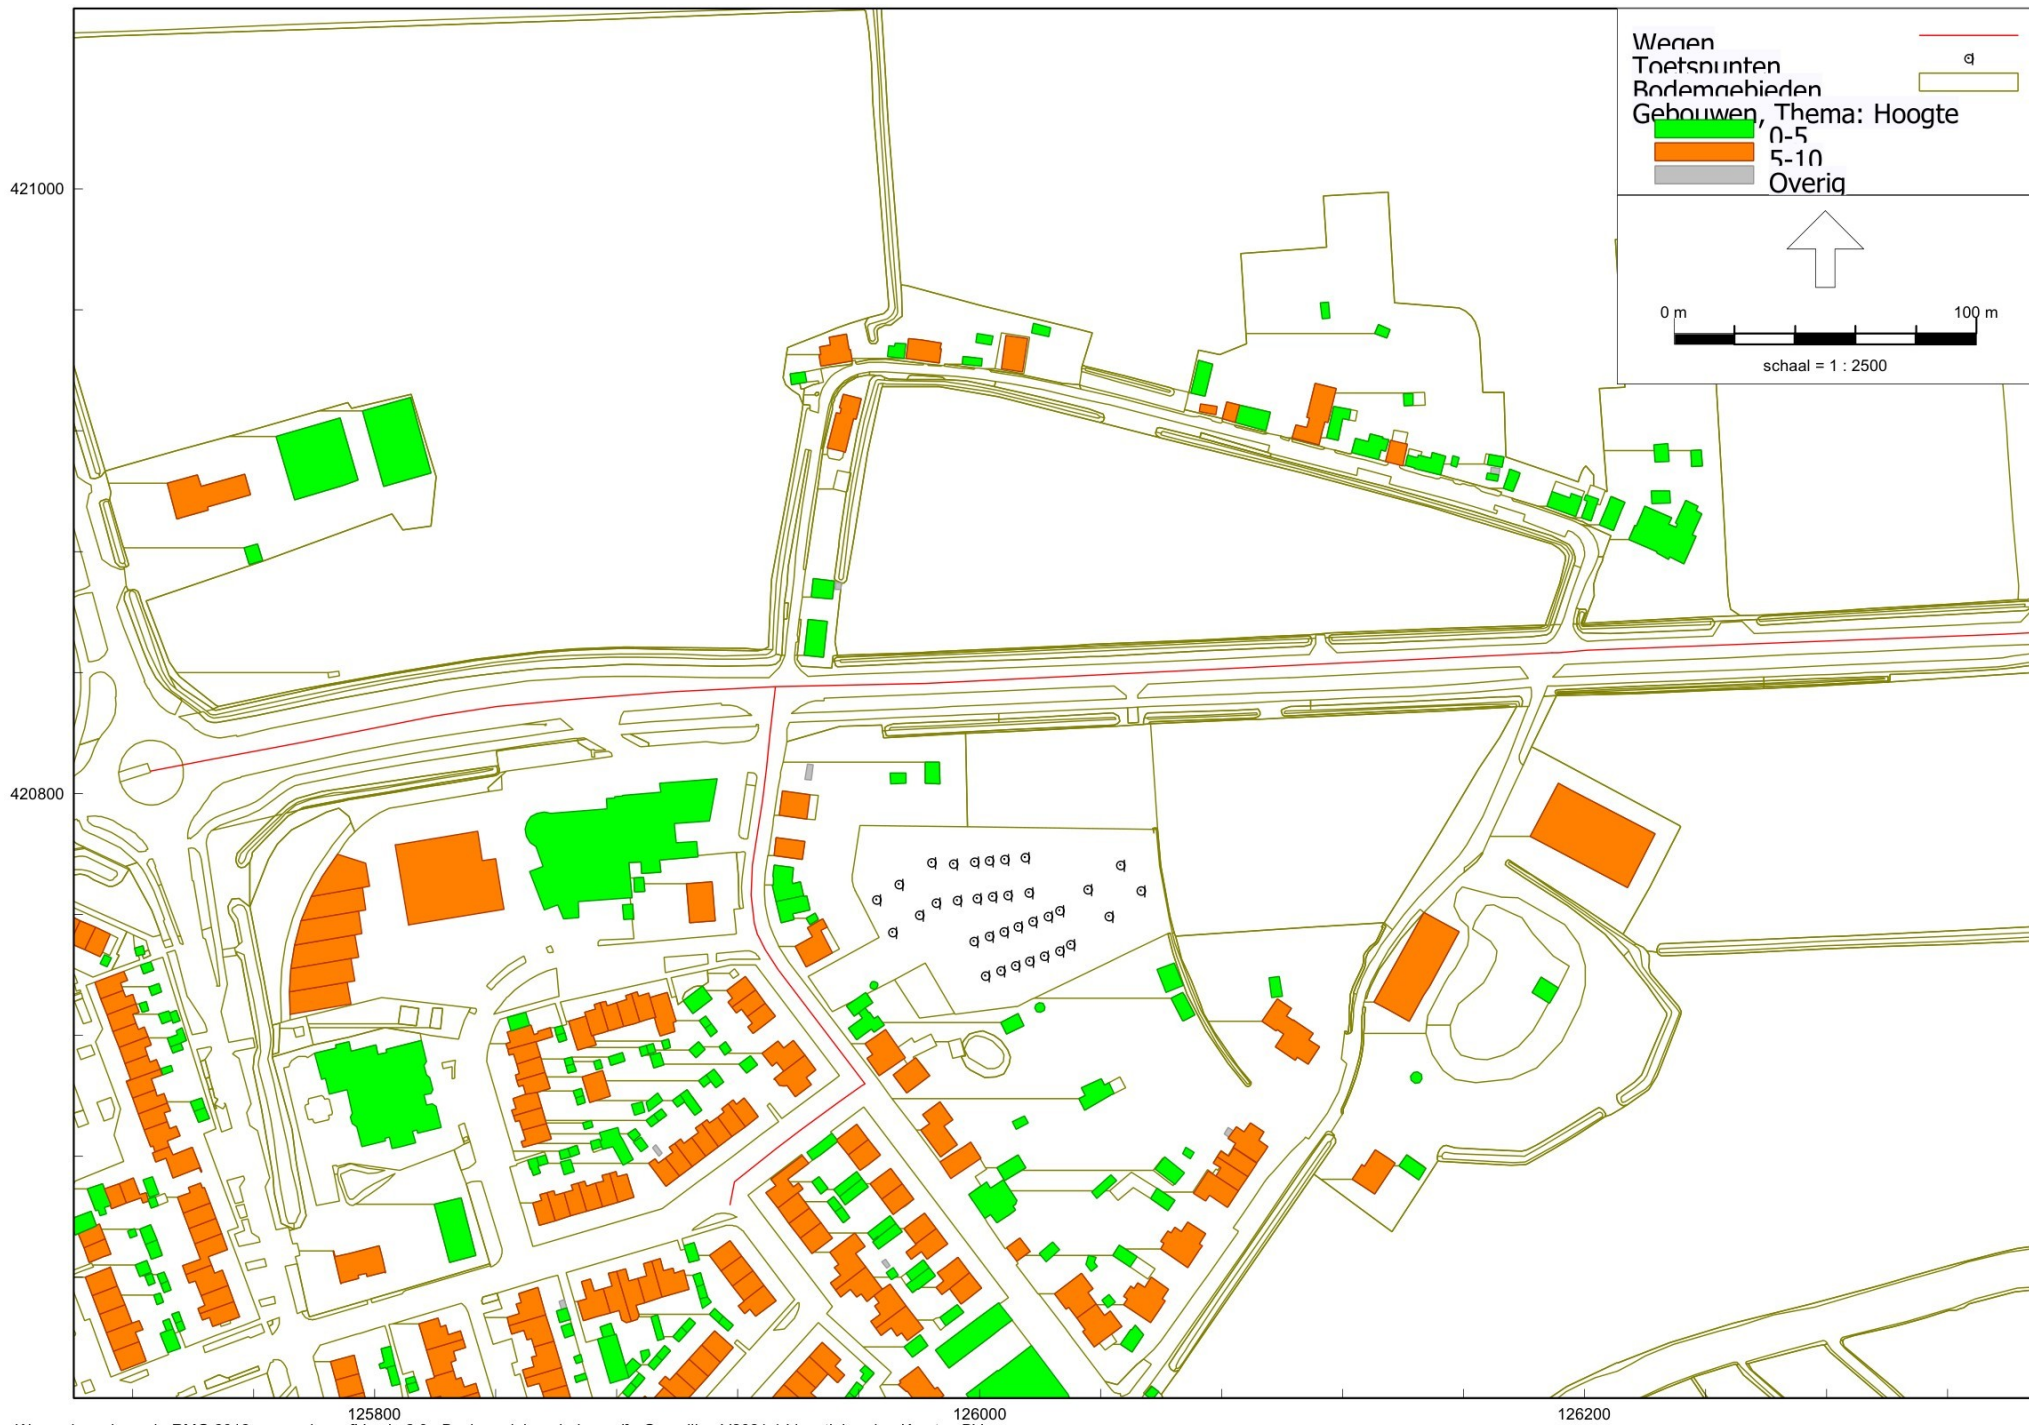 Wegen
Toetspunten
Bodemgebieden
Gebouwen, Thema: Hoogte
0-5
5-10
Overig
0 m 100 m
schaal = 1 : 2500
421000
420800
125800 126000 126200